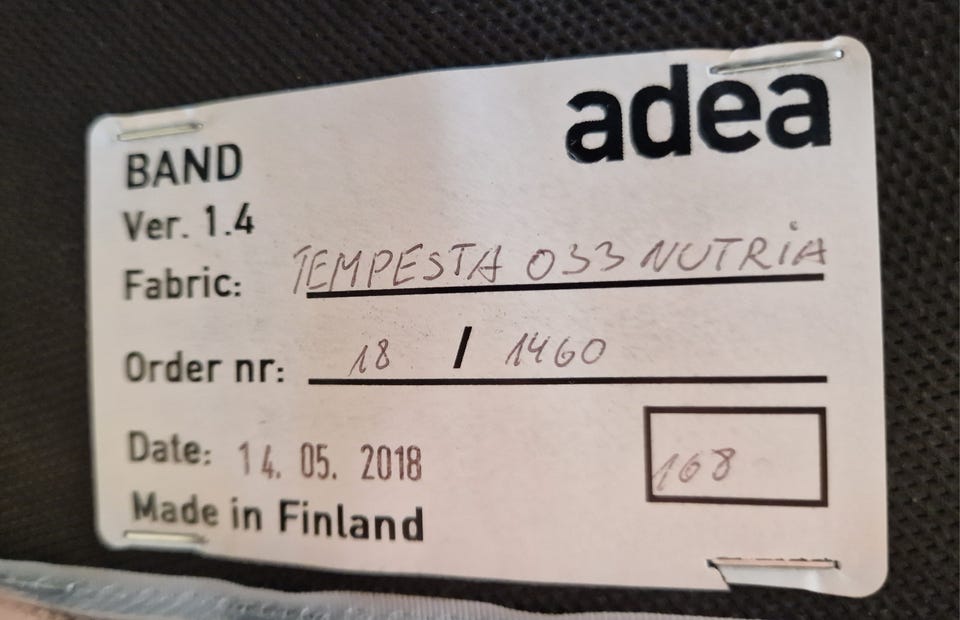 adea
BAND
Ver. 1.4
Fabric: TEMPESTA 033 NUTRIA
Order nr: 18 / 1460
Date: 14. 05. 2018
168
Made in Finland